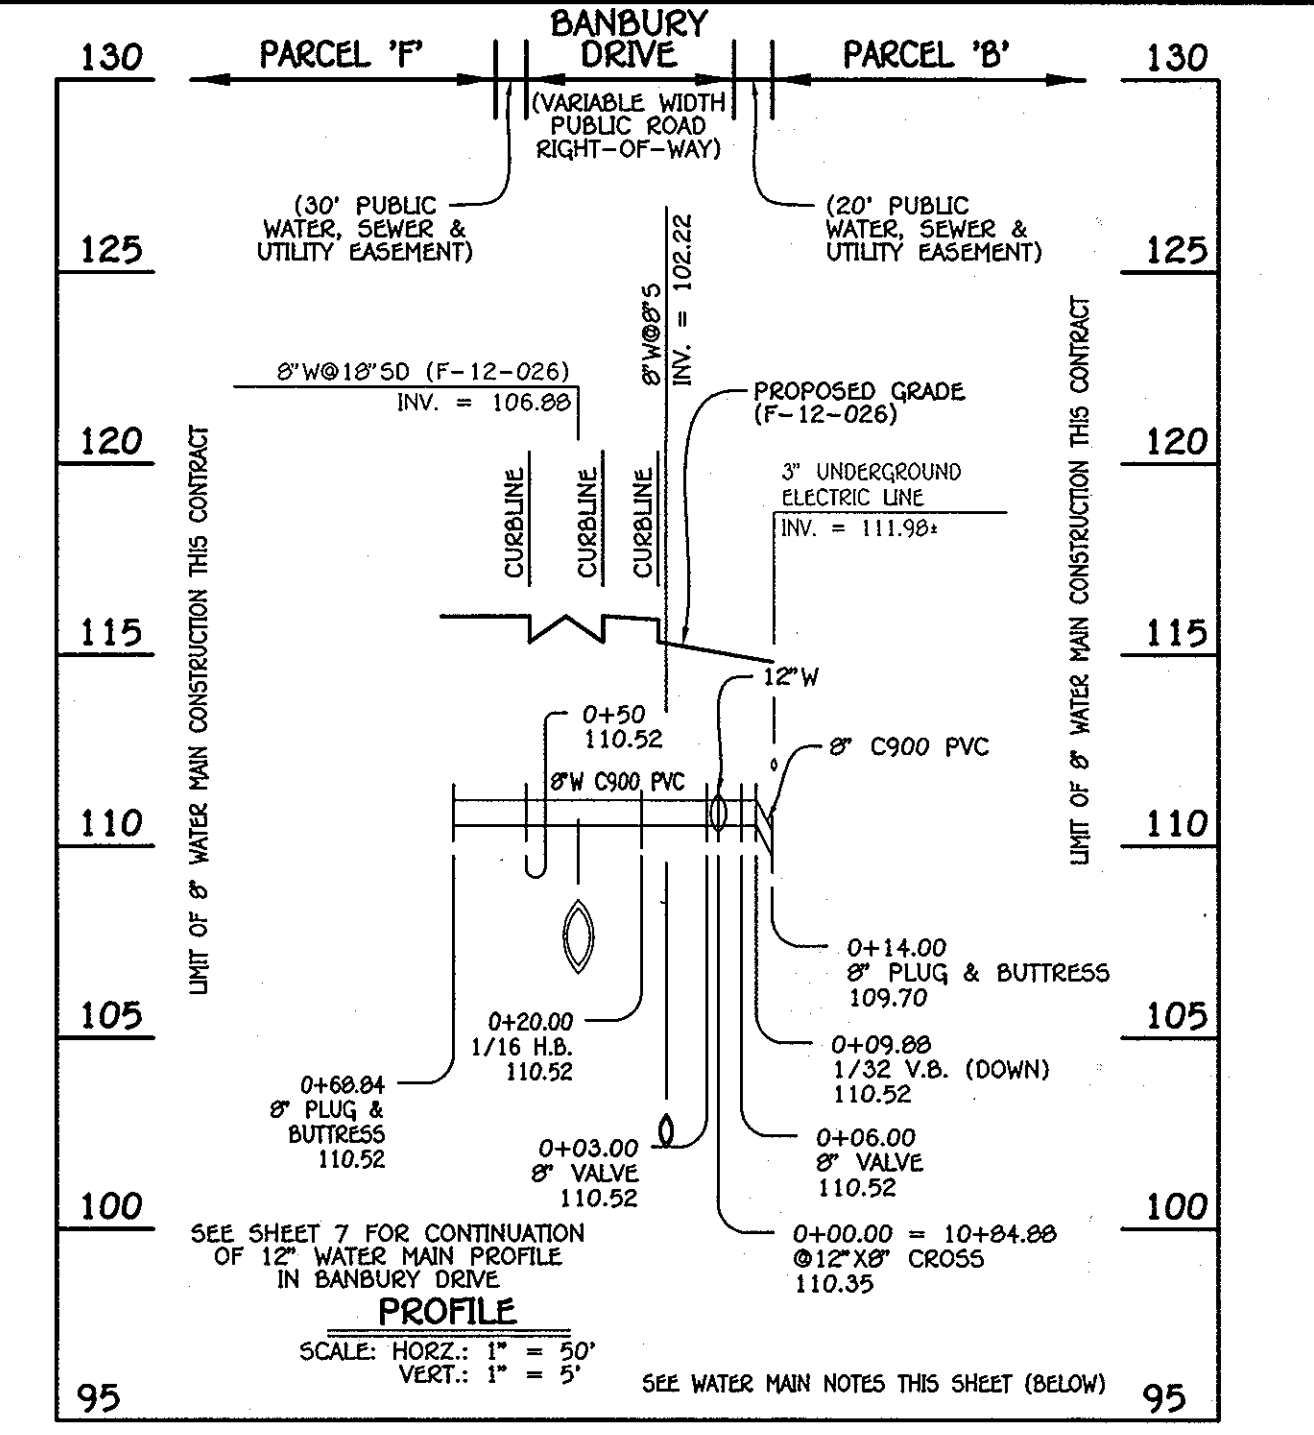 BANBURY
DRIVE
PARCEL 'F'
PARCEL 'B'
130
130
(VARIABLE WIDTH
PUBLIC ROAD
RIGHT-OF-WAY)
(30' PUBLIC
WATER, SEWER &
UTILITY EASEMENT)
(20' PUBLIC
WATER, SEWER &
UTILITY EASEMENT)
125
125
8"W@8"S
INV. = 102.22
8"W@18"SD (F-12-026)
INV. = 106.88
PROPOSED GRADE
(F-12-026)
120
120
3" UNDERGROUND
ELECTRIC LINE
INV. = 111.98±
CURBLINE
CURBLINE
CURBLINE
LIMIT OF 8" WATER MAIN CONSTRUCTION THIS CONTRACT
LIMIT OF 8" WATER MAIN CONSTRUCTION THIS CONTRACT
115
115
12"W
0+50
110.52
8" C900 PVC
8"W C900 PVC
110
110
0+14.00
8" PLUG & BUTTRESS
109.70
105
105
0+20.00
1/16 H.B.
110.52
0+09.88
1/32 V.B. (DOWN)
110.52
0+68.84
8" PLUG &
BUTTRESS
110.52
0+03.00
8" VALVE
110.52
0+06.00
8" VALVE
110.52
100
100
0+00.00 = 10+84.88
@12"X8" CROSS
110.35
SEE SHEET 7 FOR CONTINUATION
OF 12" WATER MAIN PROFILE
IN BANBURY DRIVE
PROFILE
SCALE: HORZ.: 1" = 50'
VERT.: 1" = 5'
SEE WATER MAIN NOTES THIS SHEET (BELOW)
95
95